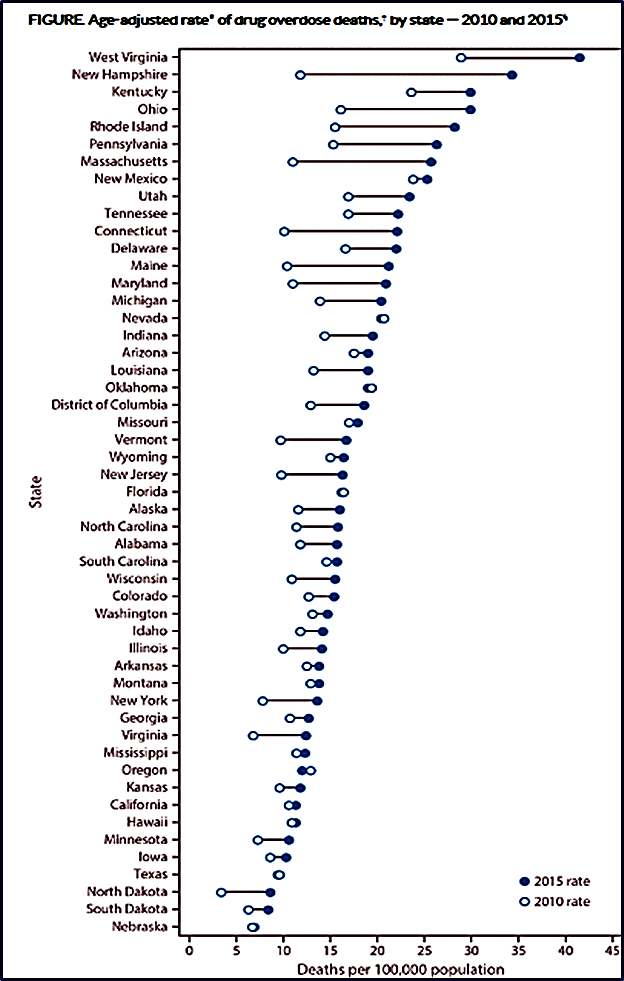 FIGURE. Age-adjusted rate* of drug overdose deaths,† by state — 2010 and 2015§
West Virginia
New Hampshire
Kentucky
Ohio
Rhode Island
Pennsylvania
Massachusetts
New Mexico
Utah
Tennessee
Connecticut
Delaware
Maine
Maryland
Michigan
Nevada
Indiana
Arizona
Louisiana
Oklahoma
District of Columbia
Missouri
Vermont
Wyoming
New Jersey
Florida
Alaska
North Carolina
Alabama
South Carolina
Wisconsin
Colorado
Washington
Idaho
Illinois
Arkansas
Montana
New York
Georgia
Virginia
Mississippi
Oregon
Kansas
California
Hawaii
Minnesota
Iowa
Texas
North Dakota
South Dakota
Nebraska
State
2015 rate
2010 rate
0 5 10 15 20 25 30 35 40 45
Deaths per 100,000 population